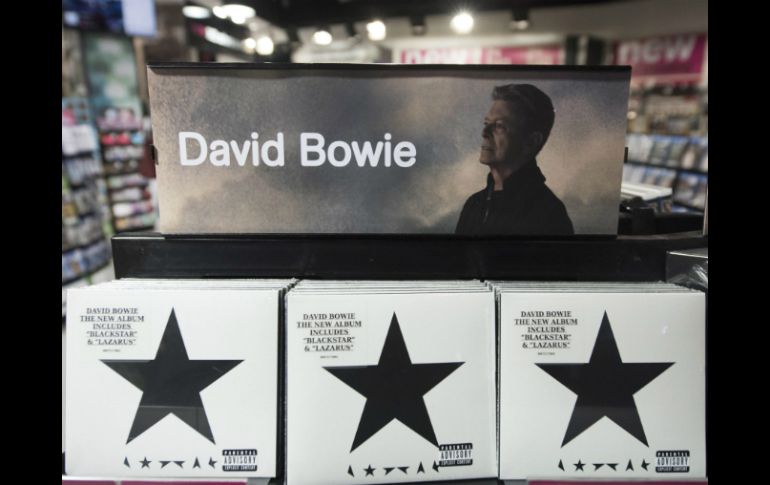 new
new
David Bowie
DAVID BOWIE
THE NEW ALBUM
INCLUDES
"BLACKSTAR"
& "LAZARUS"
PARENTAL
ADVISORY
EXPLICIT CONTENT
DAVID BOWIE
THE NEW ALBUM
INCLUDES
"BLACKSTAR"
& "LAZARUS"
PARENTAL
ADVISORY
EXPLICIT CONTENT
DAVID BOWIE
THE NEW ALBUM
INCLUDES
"BLACKSTAR"
& "LAZARUS"
PARENTAL
ADVISORY
EXPLICIT CONTENT